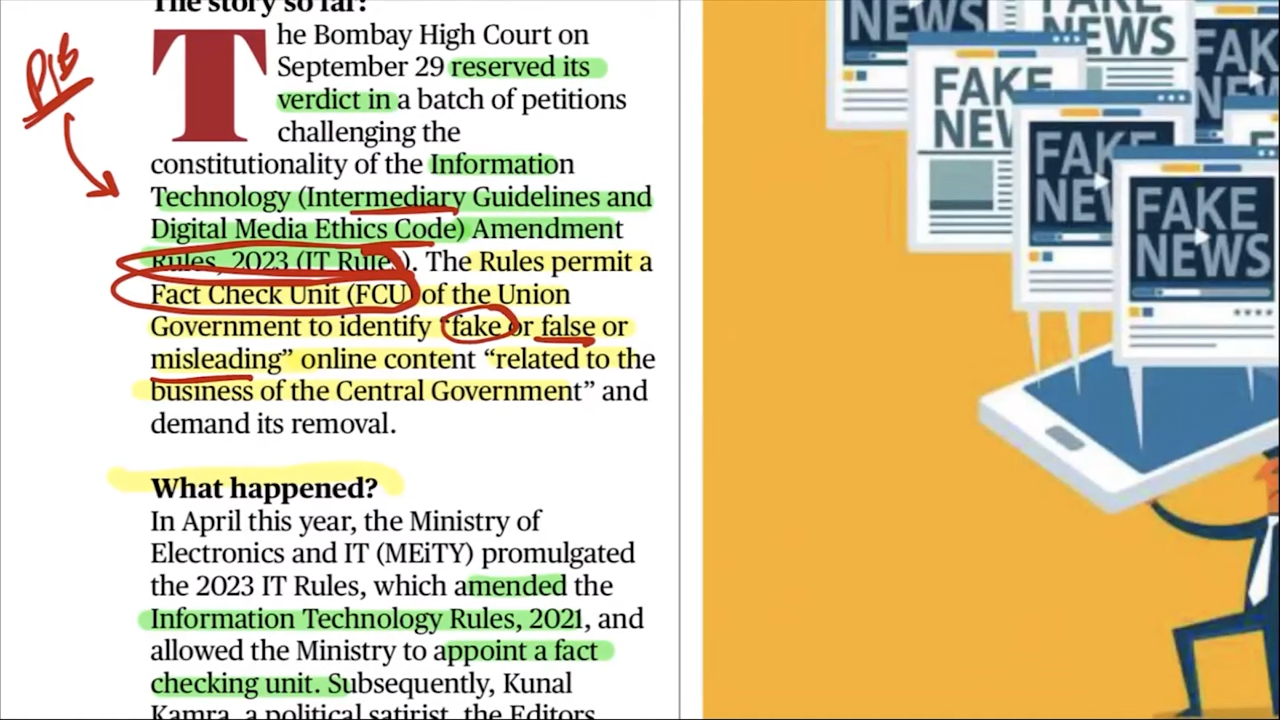 The story so far:
PIB
The Bombay High Court on
September 29 reserved its
verdict in a batch of petitions
challenging the
constitutionality of the Information
Technology (Intermediary Guidelines and
Digital Media Ethics Code) Amendment
Rules, 2023 (IT Rules). The Rules permit a
Fact Check Unit (FCU) of the Union
Government to identify “fake or false or
misleading” online content “related to the
business of the Central Government” and
demand its removal.
What happened?
In April this year, the Ministry of
Electronics and IT (MEiTY) promulgated
the 2023 IT Rules, which amended the
Information Technology Rules, 2021, and
allowed the Ministry to appoint a fact
checking unit. Subsequently, Kunal
Kamra, a political satirist, the Editors
NEWS
FAKE
NEWS
FAKE
NEWS
FAKE
NEWS
FAKE
NEWS
FAKE
NEWS